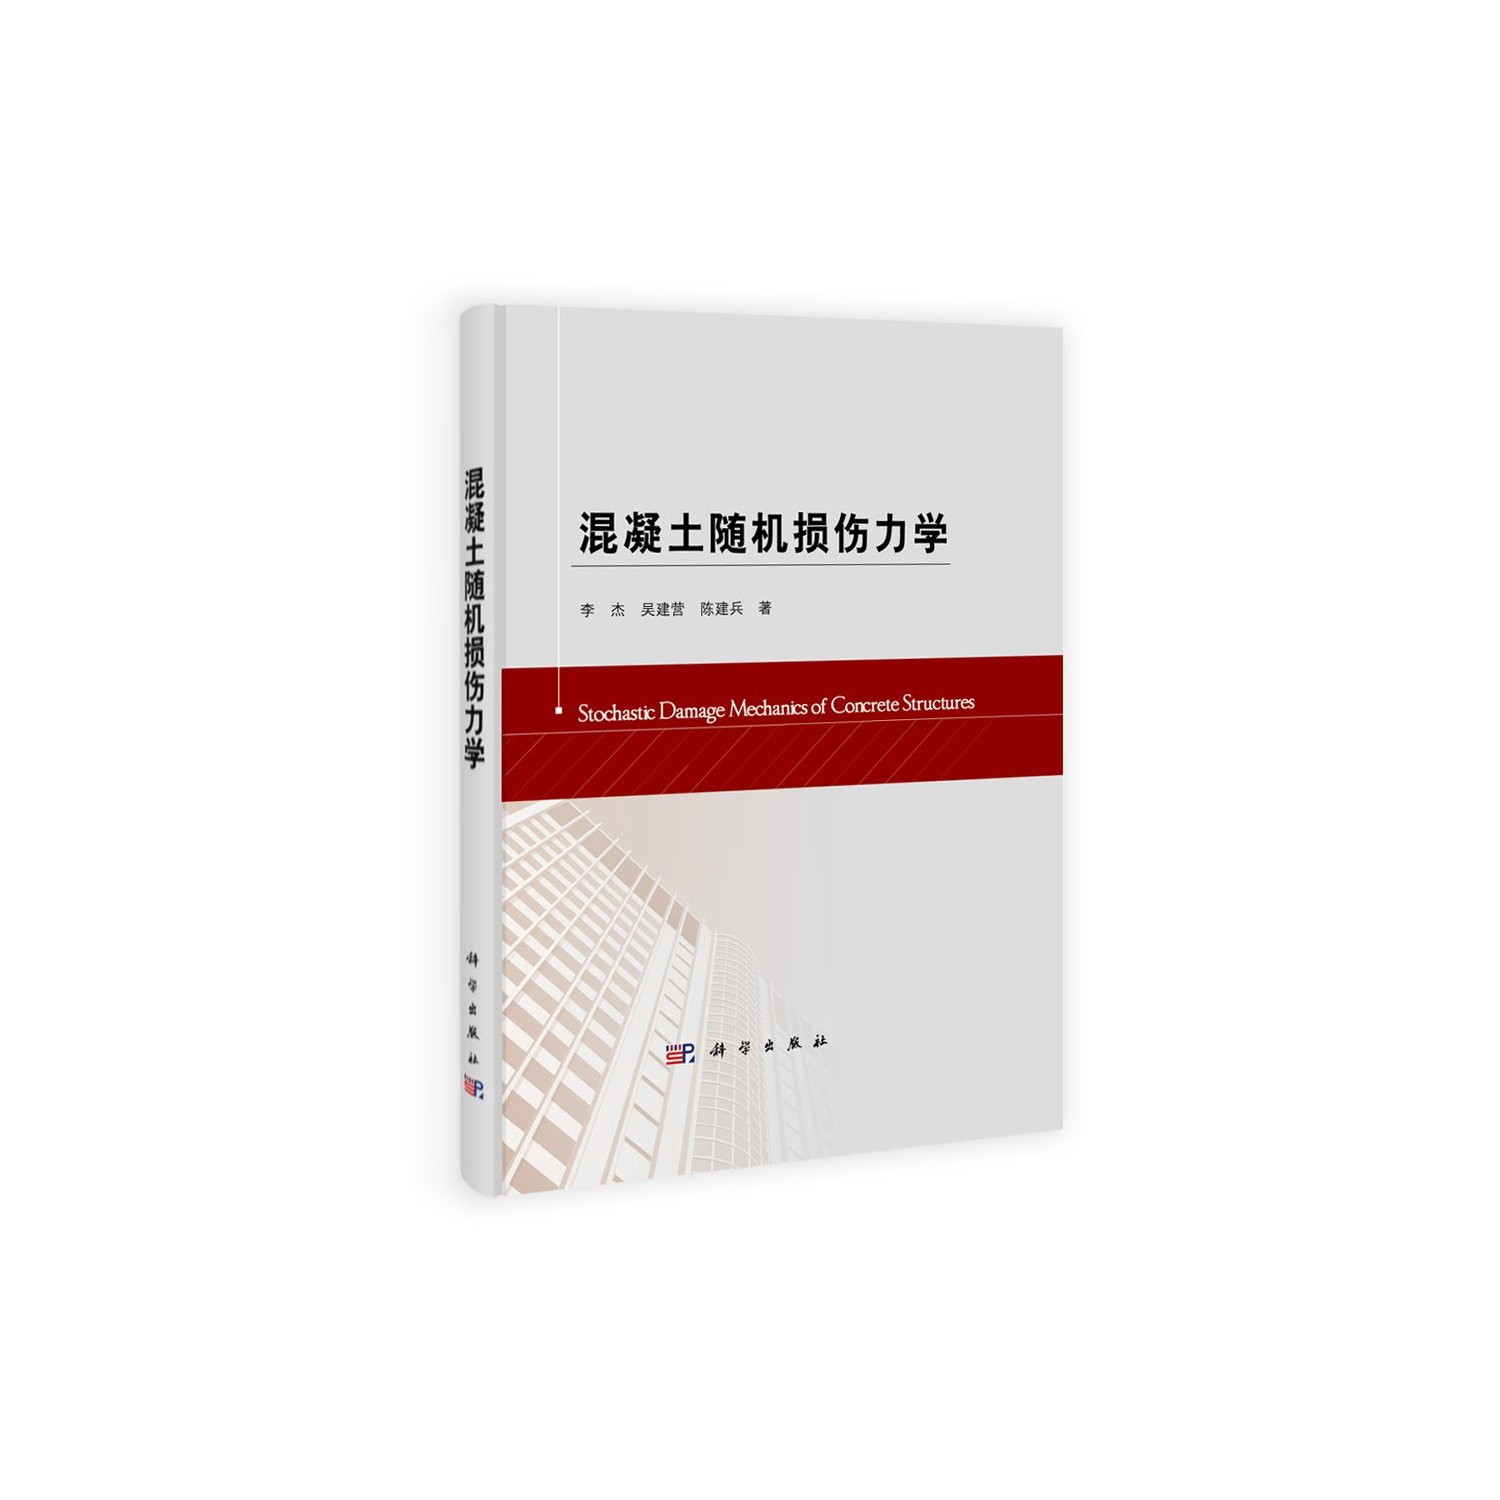 混凝土随机损伤力学
李 杰 吴建营 陈建兵 著
Stochastic Damage Mechanics of Concrete Structures
SP 科学出版社
混凝土随机损伤力学
科学出版社
SP